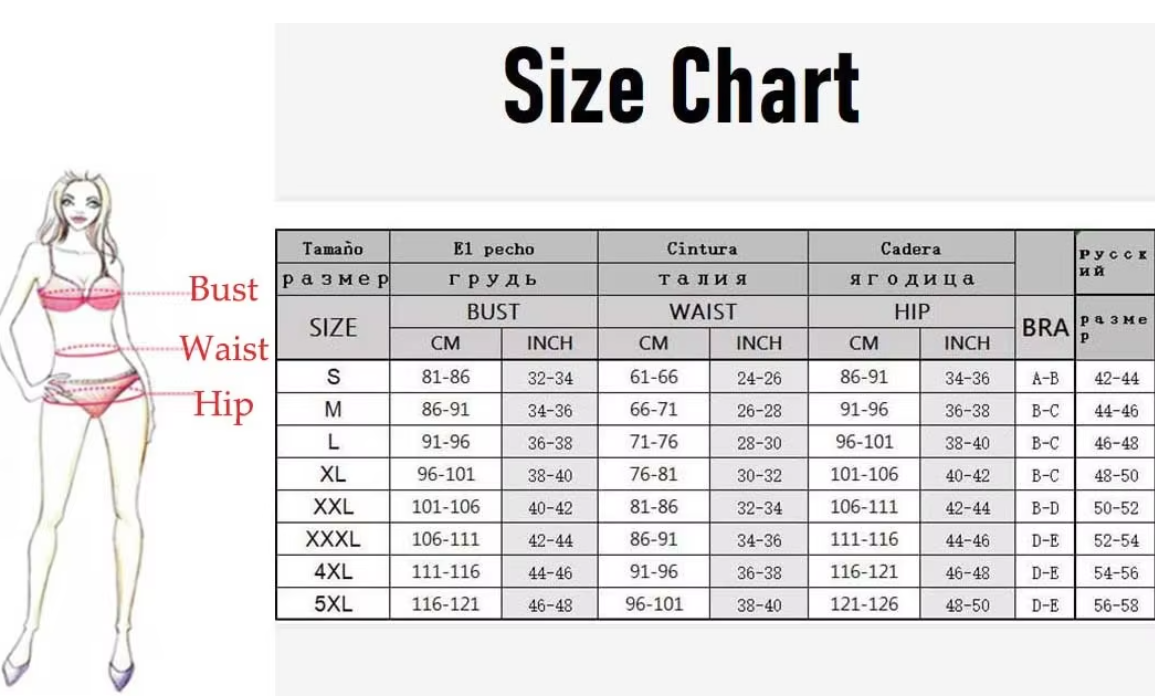 Size Chart
Bust
Waist
Hip
Tamaño El pecho Cintura Cadera
размер грудь талия ягодица Русский
SIZE BUST WAIST HIP BRA размер
CM INCH CM INCH CM INCH
S 81-86 32-34 61-66 24-26 86-91 34-36 A-B 42-44
M 86-91 34-36 66-71 26-28 91-96 36-38 B-C 44-46
L 91-96 36-38 71-76 28-30 96-101 38-40 B-C 46-48
XL 96-101 38-40 76-81 30-32 101-106 40-42 B-C 48-50
XXL 101-106 40-42 81-86 32-34 106-111 42-44 B-D 50-52
XXXL 106-111 42-44 86-91 34-36 111-116 44-46 D-E 52-54
4XL 111-116 44-46 91-96 36-38 116-121 46-48 D-E 54-56
5XL 116-121 46-48 96-101 38-40 121-126 48-50 D-E 56-58